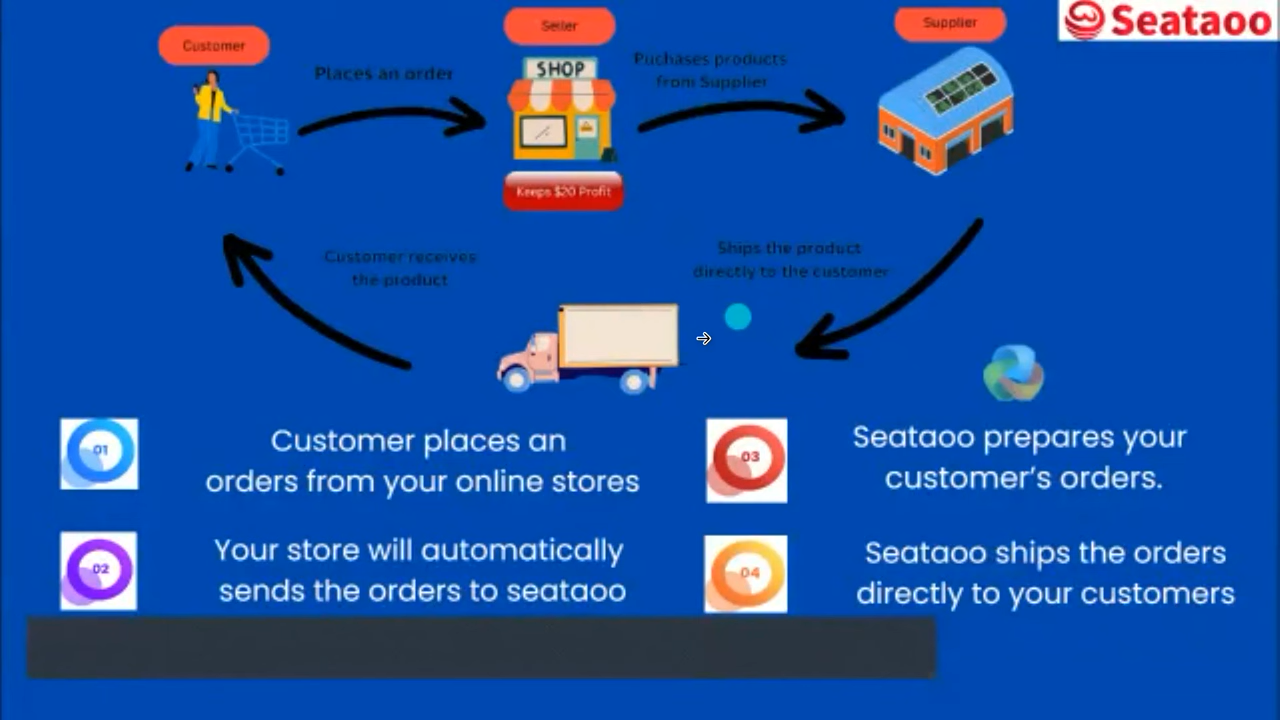 Customer
Seller
Supplier
Seataoo
Places an order
SHOP
Puchases products
from Supplier
Keeps $20 Profit
Customer receives
the product
Ships the product
directly to the customer
01
Customer places an
orders from your online stores
03
Seataoo prepares your
customer's orders.
02
Your store will automatically
sends the orders to seataoo
04
Seataoo ships the orders
directly to your customers